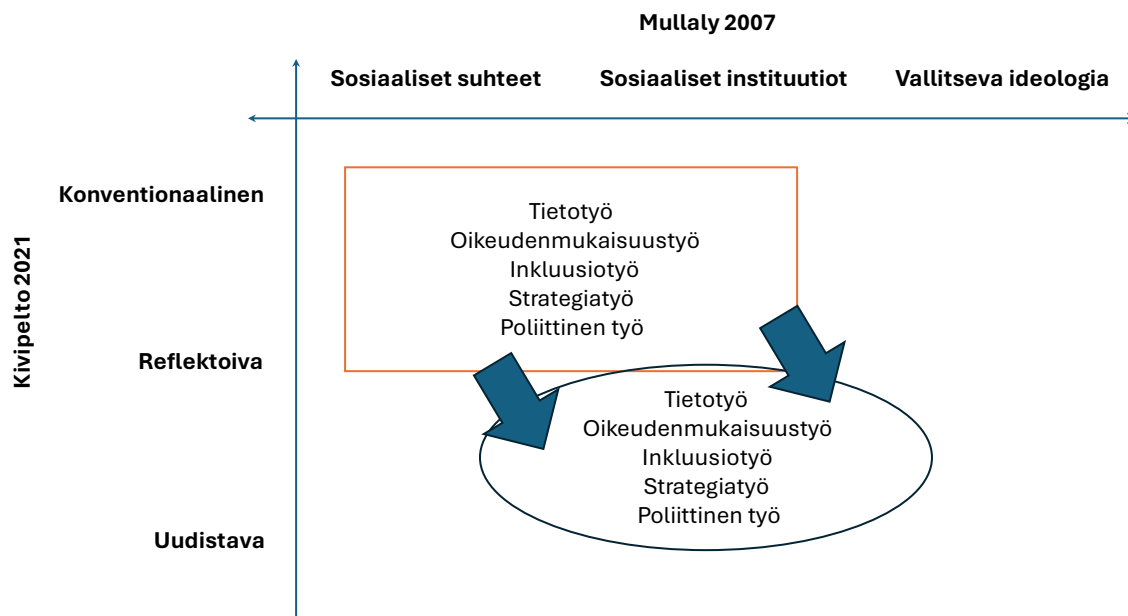 Mullaly 2007
Sosiaaliset suhteet
Sosiaaliset instituutiot
Vallitseva ideologia
Kivipelto 2021
Konventionaalinen
Reflektoiva
Uudistava
Tietotyö
Oikeudenmukaisuustyö
Inkluusiotyö
Strategiatyö
Poliittinen työ
Tietotyö
Oikeudenmukaisuustyö
Inkluusiotyö
Strategiatyö
Poliittinen työ